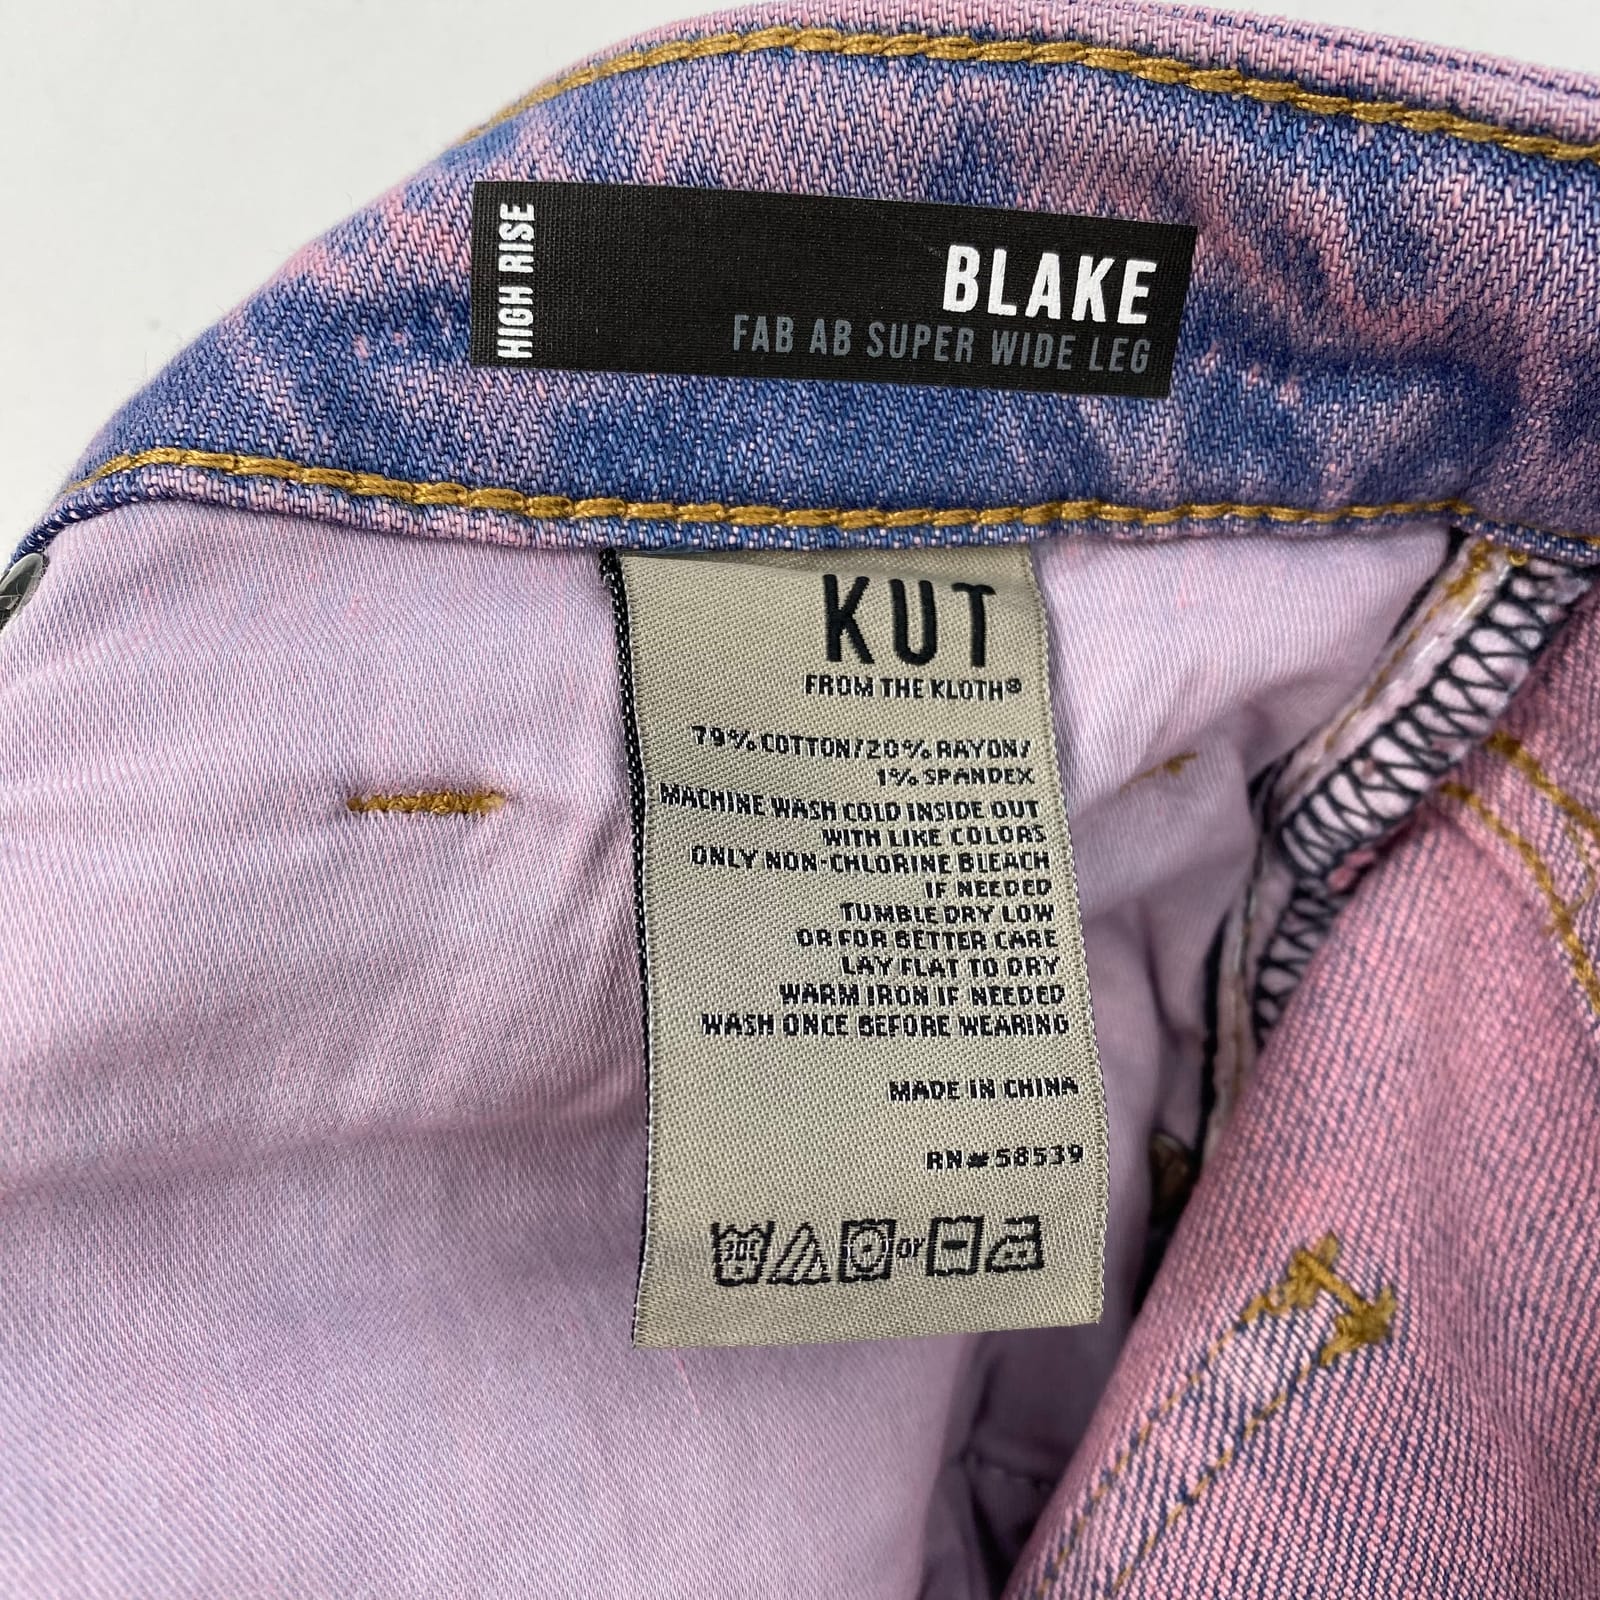 HIGH RISE
BLAKE
FAB AB SUPER WIDE LEG
KUT
FROM THE KLOTH®
79% COTTON/20% RAYON/
1% SPANDEX
MACHINE WASH COLD INSIDE OUT
WITH LIKE COLORS
ONLY NON-CHLORINE BLEACH
IF NEEDED
TUMBLE DRY LOW
OR FOR BETTER CARE
LAY FLAT TO DRY
WARM IRON IF NEEDED
WASH ONCE BEFORE WEARING
MADE IN CHINA
RN#58539
30C or